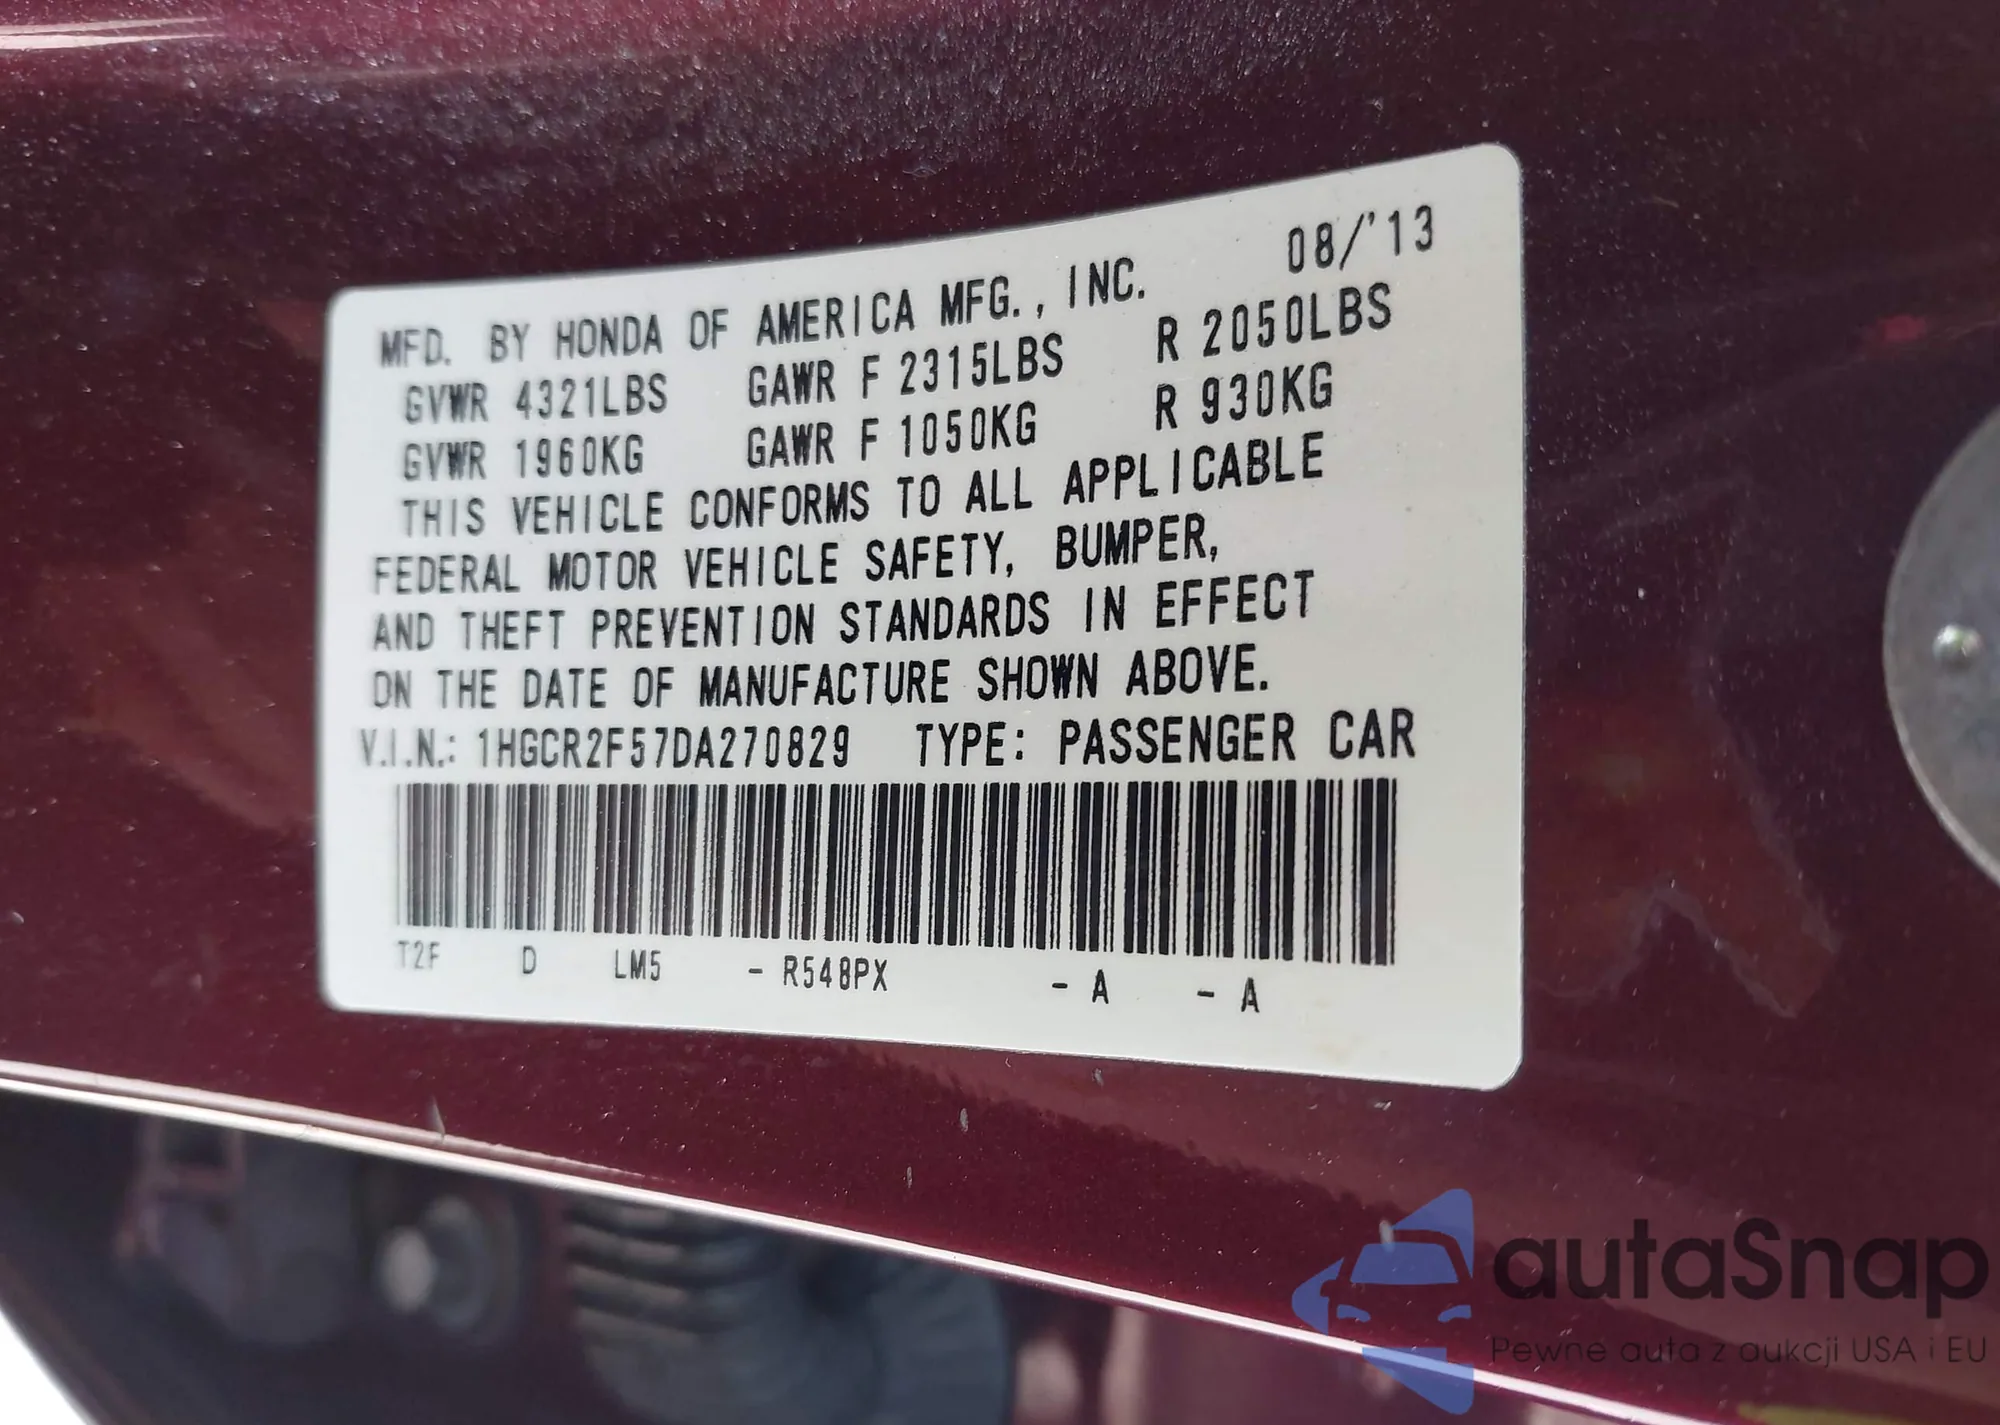 MFD. BY HONDA OF AMERICA MFG., INC. 08/'13
GVWR 4321LBS GAWR F 2315LBS R 2050LBS
GVWR 1960KG GAWR F 1050KG R 930KG
THIS VEHICLE CONFORMS TO ALL APPLICABLE
FEDERAL MOTOR VEHICLE SAFETY, BUMPER,
AND THEFT PREVENTION STANDARDS IN EFFECT
ON THE DATE OF MANUFACTURE SHOWN ABOVE.
V.I.N.: 1HGCR2F57DA270829 TYPE: PASSENGER CAR
T2F D LM5 - R548PX - A - A
autaSnap
Pewne auta z aukcji USA i EU